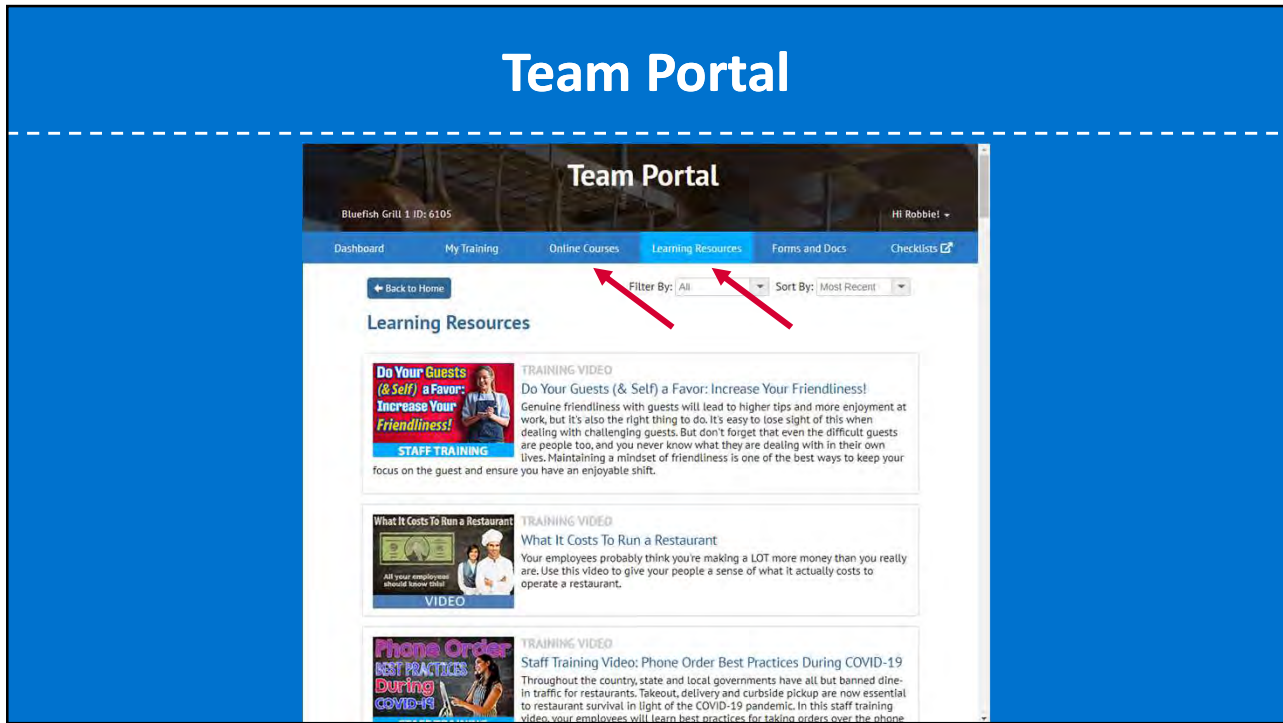 Team Portal
Team Portal
Bluefish Grill 1 ID: 6105
Hi Robbie!
Dashboard My Training Online Courses Learning Resources Forms and Docs Checklists
Back to Home
Filter By: All Sort By: Most Recent
Learning Resources
Do Your Guests
(& Self) a Favor:
Increase Your
Friendliness!
STAFF TRAINING
TRAINING VIDEO
Do Your Guests (& Self) a Favor: Increase Your Friendliness!
Genuine friendliness with guests will lead to higher tips and more enjoyment at
work, but it's also the right thing to do. It's easy to lose sight of this when
dealing with challenging guests. But don't forget that even the difficult guests
are people too, and you never know what they are dealing with in their own
lives. Maintaining a mindset of friendliness is one of the best ways to keep your
focus on the guest and ensure you have an enjoyable shift.
What It Costs To Run a Restaurant
All your employees
should know this!
VIDEO
TRAINING VIDEO
What It Costs To Run a Restaurant
Your employees probably think you're making a LOT more money than you really
are. Use this video to give your people a sense of what it actually costs to
operate a restaurant.
Phone Order
BEST PRACTICES
During
COVID-19
STAFF TRAINING
TRAINING VIDEO
Staff Training Video: Phone Order Best Practices During COVID-19
Throughout the country, state and local governments have all but banned dine-
in traffic for restaurants. Takeout, delivery and curbside pickup are now essential
to restaurant survival in light of the COVID-19 pandemic. In this staff training
video, your employees will learn best practices for taking orders over the phone